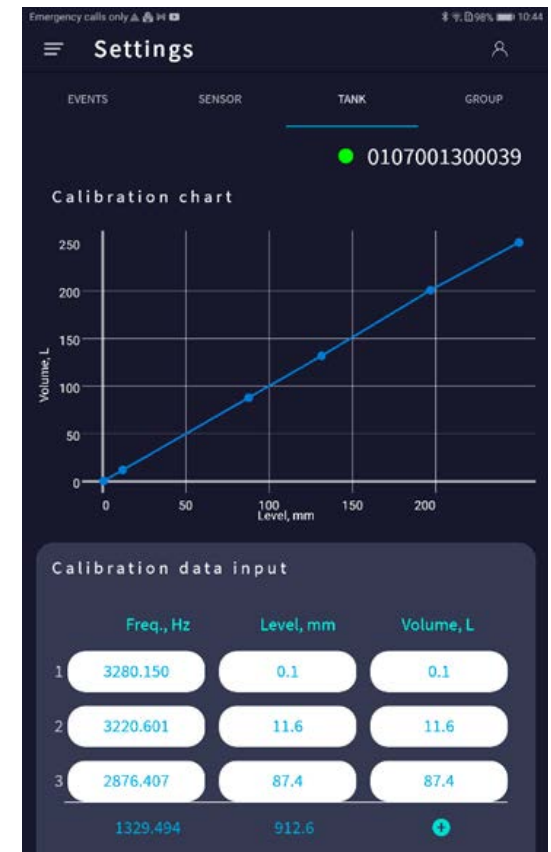 Emergency calls only 98% 10:44
Settings
EVENTS SENSOR TANK GROUP
0107001300039
Calibration chart
Volume, L
250
200
150
100
50
0
0 50 100 150 200
Level, mm
Calibration data input
Freq., Hz Level, mm Volume, L
1 3280.150 0.1 0.1
2 3220.601 11.6 11.6
3 2876.407 87.4 87.4
1329.494 912.6